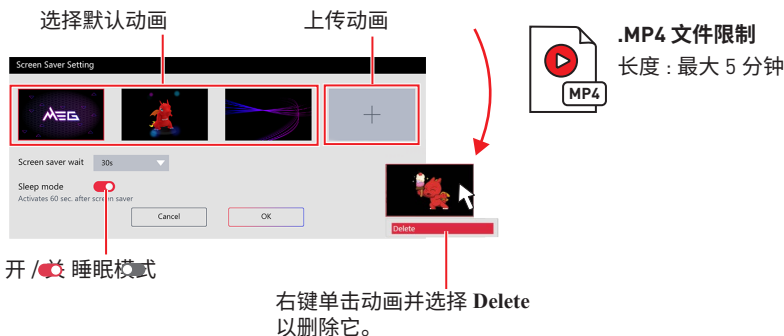 选择默认动画
上传动画
.MP4 文件限制
长度 : 最大 5 分钟
MP4
Screen Saver Setting
MEG
Screen saver wait 30s
Sleep mode
Activates 60 sec. after screen saver
Cancel
OK
Delete
开 / 关 睡眠模式
右键单击动画并选择 Delete
以删除它。